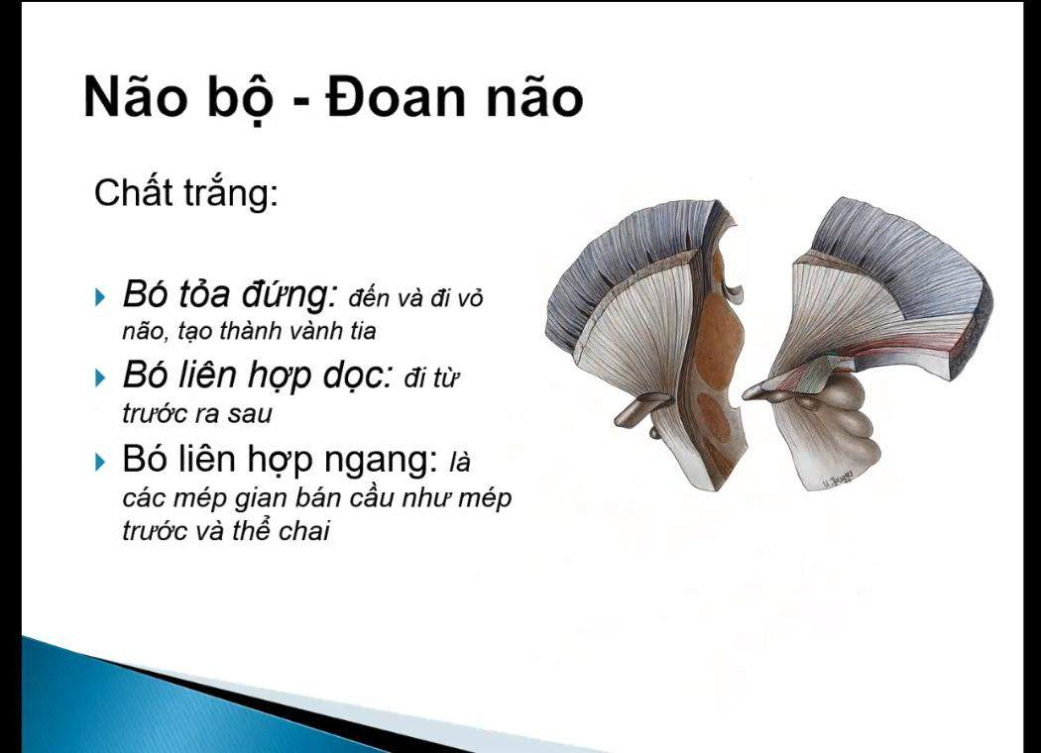 Não bộ - Đoan não
Chất trắng:
Bó tỏa đứng: đến và đi vỏ
não, tạo thành vành tia
Bó liên hợp dọc: đi từ
trước ra sau
Bó liên hợp ngang: là
các mép gian bán cầu như mép
trước và thể chai